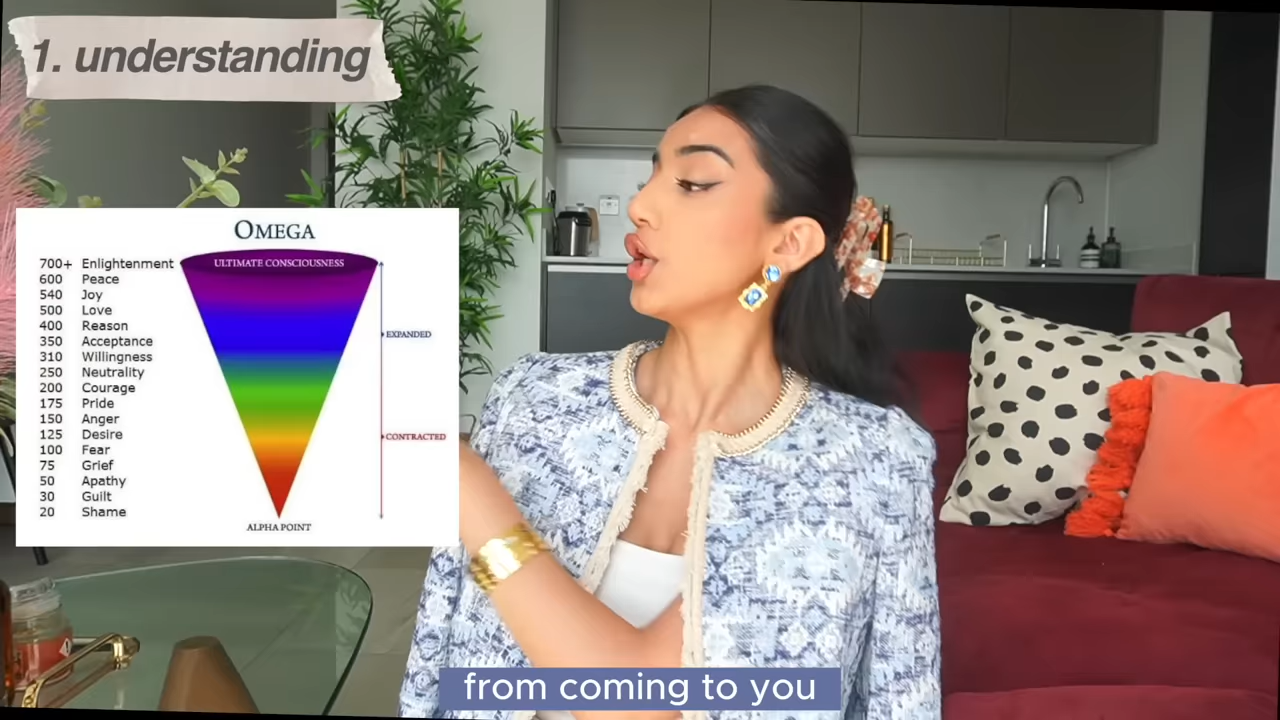 1. understanding
OMEGA
ULTIMATE CONSCIOUSNESS
700+ Enlightenment
600 Peace
540 Joy
500 Love
400 Reason
350 Acceptance
310 Willingness
250 Neutrality
200 Courage
175 Pride
150 Anger
125 Desire
100 Fear
75 Grief
50 Apathy
30 Guilt
20 Shame
EXPANDED
CONTRACTED
ALPHA POINT
from coming to you